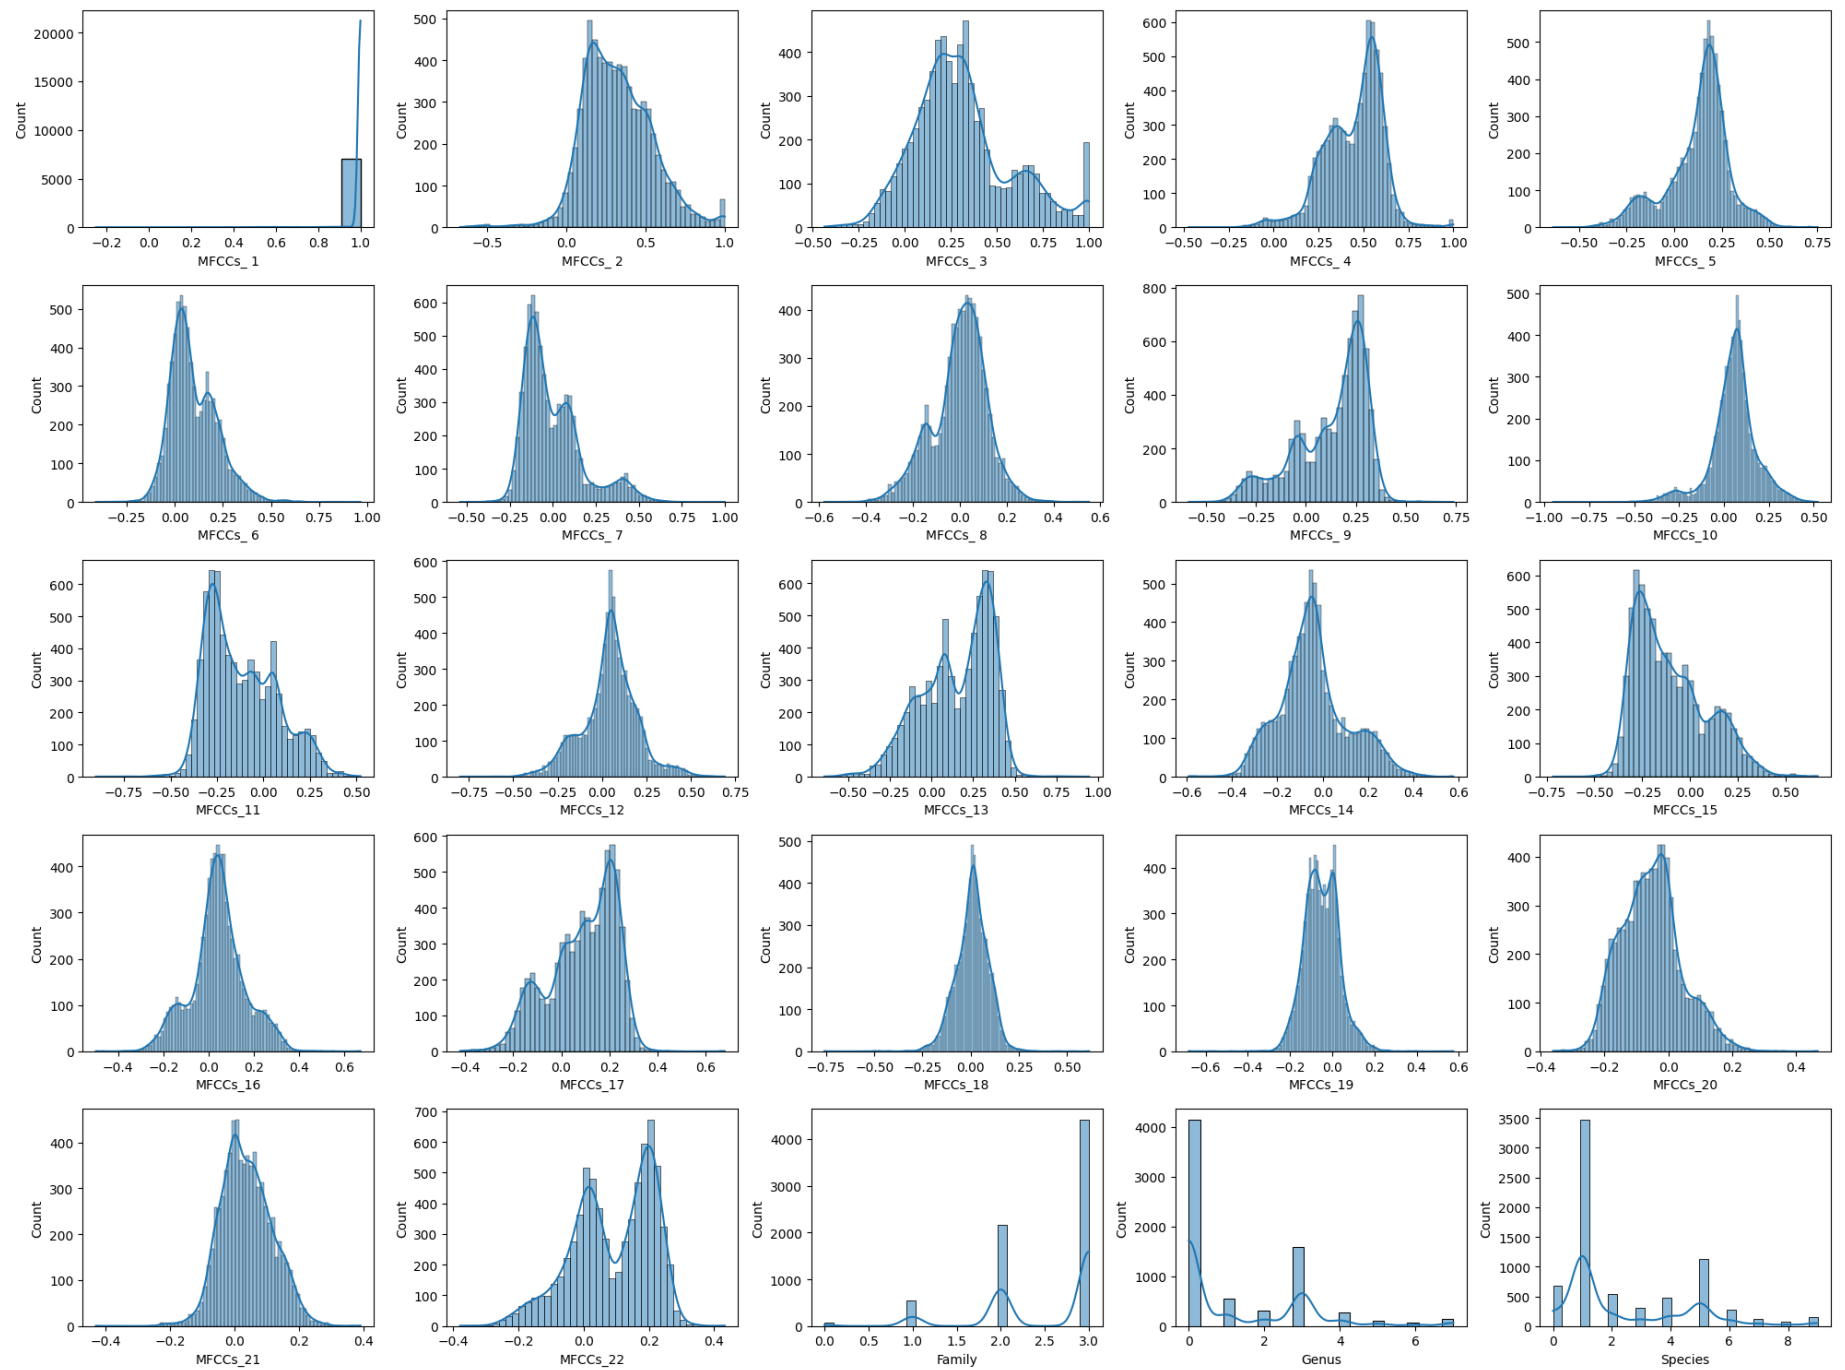 20000
15000
10000
5000
0
Count
−0.2 0.0 0.2 0.4 0.6 0.8 1.0
MFCCs_ 1
500
400
300
200
100
0
Count
−0.5 0.0 0.5 1.0
MFCCs_ 2
400
300
200
100
0
Count
−0.50 −0.25 0.00 0.25 0.50 0.75 1.00
MFCCs_ 3
600
500
400
300
200
100
0
Count
−0.50 −0.25 0.00 0.25 0.50 0.75 1.00
MFCCs_ 4
500
400
300
200
100
0
Count
−0.50 −0.25 0.00 0.25 0.50 0.75
MFCCs_ 5
500
400
300
200
100
0
Count
−0.25 0.00 0.25 0.50 0.75 1.00
MFCCs_ 6
600
500
400
300
200
100
0
Count
−0.50 −0.25 0.00 0.25 0.50 0.75 1.00
MFCCs_ 7
400
300
200
100
0
Count
−0.6 −0.4 −0.2 0.0 0.2 0.4 0.6
MFCCs_ 8
800
600
400
200
0
Count
−0.50 −0.25 0.00 0.25 0.50 0.75
MFCCs_ 9
500
400
300
200
100
0
Count
−1.00 −0.75 −0.50 −0.25 0.00 0.25 0.50
MFCCs_10
600
500
400
300
200
100
0
Count
−0.75 −0.50 −0.25 0.00 0.25 0.50
MFCCs_11
600
500
400
300
200
100
0
Count
−0.75 −0.50 −0.25 0.00 0.25 0.50 0.75
MFCCs_12
600
500
400
300
200
100
0
Count
−0.50 −0.25 0.00 0.25 0.50 0.75 1.00
MFCCs_13
500
400
300
200
100
0
Count
−0.6 −0.4 −0.2 0.0 0.2 0.4 0.6
MFCCs_14
600
500
400
300
200
100
0
Count
−0.75 −0.50 −0.25 0.00 0.25 0.50
MFCCs_15
400
300
200
100
0
Count
−0.4 −0.2 0.0 0.2 0.4 0.6
MFCCs_16
600
500
400
300
200
100
0
Count
−0.4 −0.2 0.0 0.2 0.4 0.6
MFCCs_17
500
400
300
200
100
0
Count
−0.75 −0.50 −0.25 0.00 0.25 0.50
MFCCs_18
400
300
200
100
0
Count
−0.6 −0.4 −0.2 0.0 0.2 0.4 0.6
MFCCs_19
400
300
200
100
0
Count
−0.4 −0.2 0.0 0.2 0.4
MFCCs_20
400
300
200
100
0
Count
−0.4 −0.2 0.0 0.2 0.4
MFCCs_21
700
600
500
400
300
200
100
0
Count
−0.4 −0.2 0.0 0.2 0.4
MFCCs_22
4000
3000
2000
1000
0
Count
0.0 0.5 1.0 1.5 2.0 2.5 3.0
Family
4000
3000
2000
1000
0
Count
0 2 4 6
Genus
3500
3000
2500
2000
1500
1000
500
0
Count
0 2 4 6 8
Species